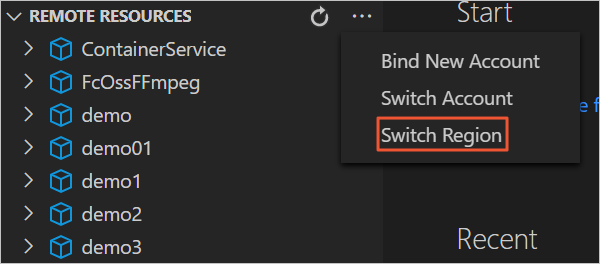 REMOTE RESOURCES
ContainerService
FcOssFFmpeg
demo
demo01
demo1
demo2
demo3
Bind New Account
Switch Account
Switch Region
Start
e f
Recent